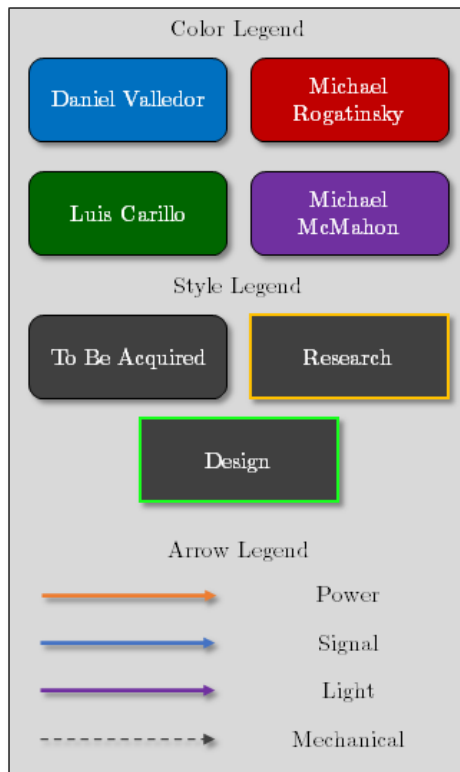 Color Legend
Daniel Valledor
Michael
Rogatinsky
Luis Carillo
Michael
McMahon
Style Legend
To Be Acquired
Research
Design
Arrow Legend
Power
Signal
Light
Mechanical